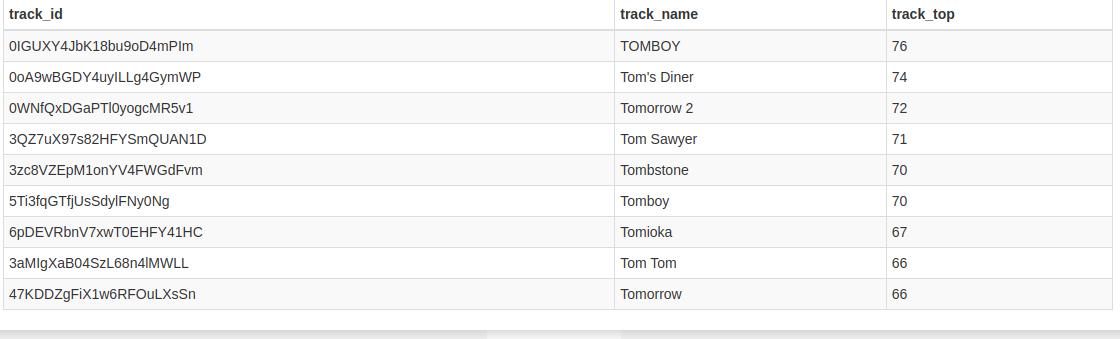 track_id track_name track_top
0IGUXY4JbK18bu9oD4mPIm TOMBOY 76
0oA9wBGDY4uyILLg4GymWP Tom's Diner 74
0WNfQxDGaPTl0yogcMR5v1 Tomorrow 2 72
3QZ7uX97s82HFYSmQUAN1D Tom Sawyer 71
3zc8VZEpM1onYV4FWGdFvm Tombstone 70
5Ti3fqGTfjUsSdylFNy0Ng Tomboy 70
6pDEVRbnV7xwT0EHFY41HC Tomioka 67
3aMIgXaB04SzL68n4lMWLL Tom Tom 66
47KDDZgFiX1w6RFOuLXsSn Tomorrow 66